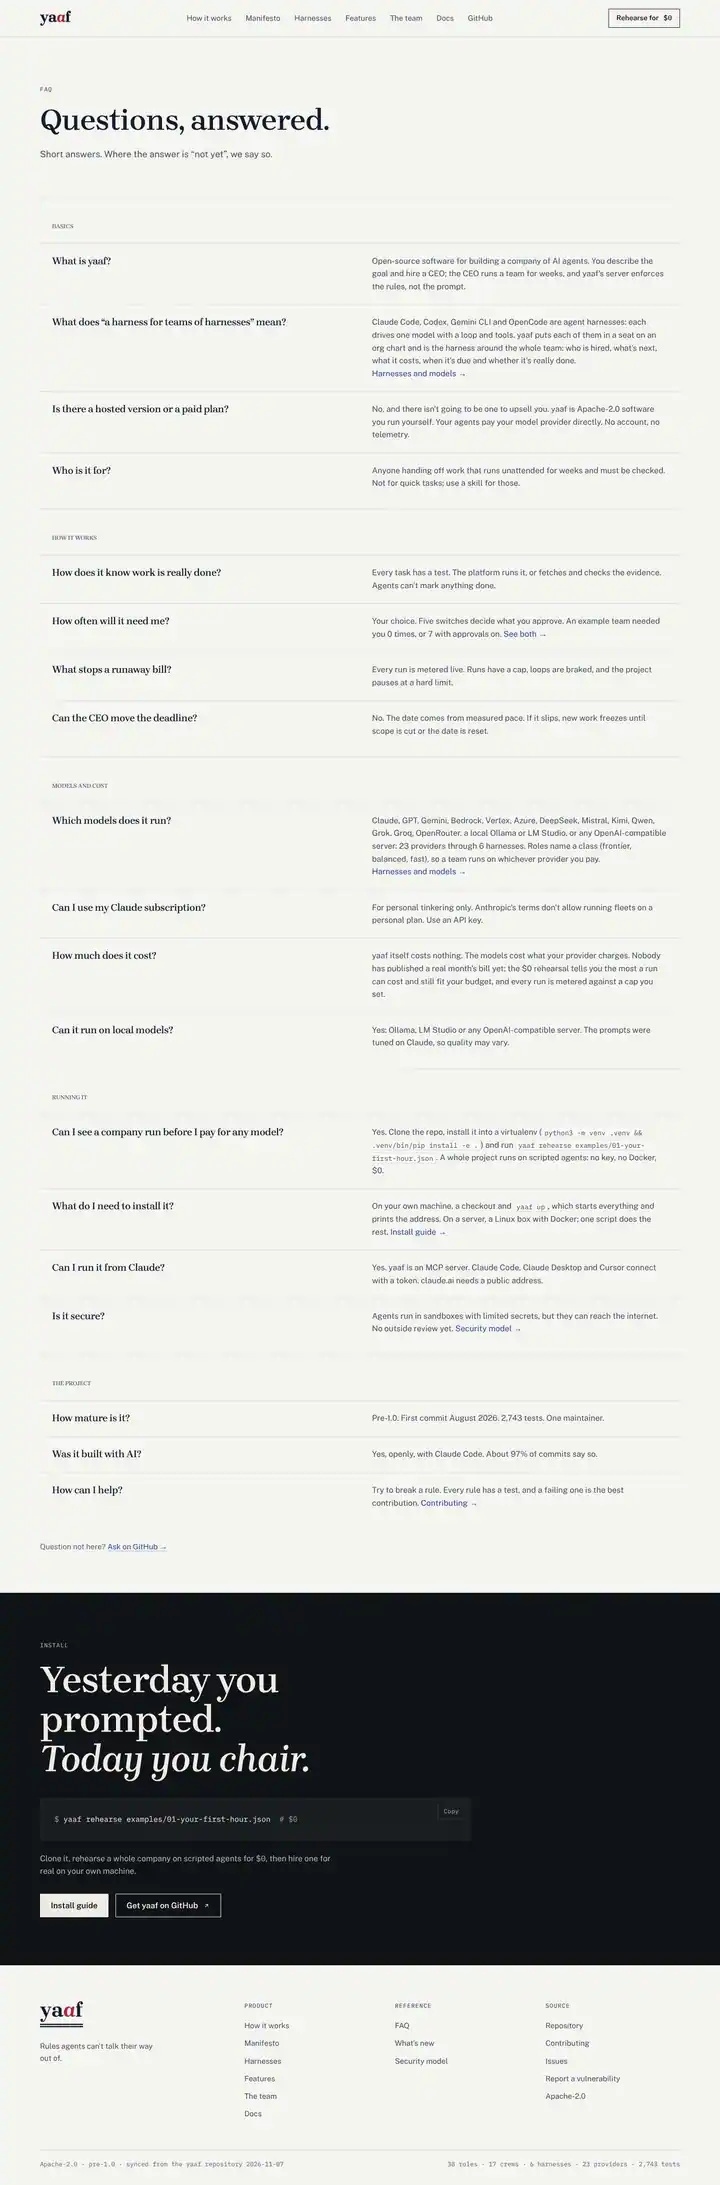 yaaf
How it works
Manifesto
Harnesses
Features
The team
Docs
GitHub
Rehearse for $0
FAQ
Questions, answered.
Short answers. Where the answer is “not yet”, we say so.
BASICS
What is yaaf?
Open-source software for building a company of AI agents. You describe the
goal and hire a CEO; the CEO runs a team for weeks, and yaaf's server enforces
the rules, not the prompt.
What does “a harness for teams of harnesses” mean?
Claude Code, Codex, Gemini CLI and OpenCode are agent harnesses: each
drives one model with a loop and tools. yaaf puts each of them in a seat on an
org chart and is the harness around the whole team: who is hired, what's next,
what it costs, when it's due and whether it's really done.
Harnesses and models →
Is there a hosted version or a paid plan?
No, and there isn't going to be one to upsell you. yaaf is Apache-2.0 software
you run yourself. Your agents pay your model provider directly. No account, no
telemetry.
Who is it for?
Anyone handing off work that runs unattended for weeks and must be checked.
Not for quick tasks; use a skill for those.
HOW IT WORKS
How does it know work is really done?
Every task has a test. The platform runs it, or fetches and checks the evidence.
Agents can't mark anything done.
How often will it need me?
Your choice. Five switches decide what you approve. An example team needed
you 0 times, or 7 with approvals on. See both →
What stops a runaway bill?
Every run is metered live. Runs have a cap, loops are braked, and the project
pauses at a hard limit.
Can the CEO move the deadline?
No. The date comes from measured pace. If it slips, new work freezes until
scope is cut or the date is reset.
MODELS AND COST
Which models does it run?
Claude, GPT, Gemini, Bedrock, Vertex, Azure, DeepSeek, Mistral, Kimi, Qwen,
Grok, Groq, OpenRouter, a local Ollama or LM Studio, or any OpenAI-compatible
server: 23 providers through 6 harnesses. Roles name a class (frontier,
balanced, fast), so a team runs on whichever provider you pay.
Harnesses and models →
Can I use my Claude subscription?
For personal tinkering only. Anthropic's terms don't allow running fleets on a
personal plan. Use an API key.
How much does it cost?
yaaf itself costs nothing. The models cost what your provider charges. Nobody
has published a real month's bill yet; the $0 rehearsal tells you the most a run
can cost and still fit your budget, and every run is metered against a cap you
set.
Can it run on local models?
Yes: Ollama, LM Studio or any OpenAI-compatible server. The prompts were
tuned on Claude, so quality may vary.
RUNNING IT
Can I see a company run before I pay for any model?
Yes. Clone the repo, install it into a virtualenv ( python3 -m venv .venv &&
.venv/bin/pip install -e . ) and run yaaf rehearse examples/01-your-
first-hour.json . A whole project runs on scripted agents: no key, no Docker,
$0.
What do I need to install it?
On your own machine, a checkout and yaaf up , which starts everything and
prints the address. On a server, a Linux box with Docker; one script does the
rest. Install guide →
Can I run it from Claude?
Yes. yaaf is an MCP server. Claude Code, Claude Desktop and Cursor connect
with a token. claude.ai needs a public address.
Is it secure?
Agents run in sandboxes with limited secrets, but they can reach the internet.
No outside review yet. Security model →
THE PROJECT
How mature is it?
Pre-1.0. First commit August 2026. 2,743 tests. One maintainer.
Was it built with AI?
Yes, openly, with Claude Code. About 97% of commits say so.
How can I help?
Try to break a rule. Every rule has a test, and a failing one is the best
contribution. Contributing →
Question not here? Ask on GitHub →
INSTALL
Yesterday you
prompted.
Today you chair.
$ yaaf rehearse examples/01-your-first-hour.json # $0
Copy
Clone it, rehearse a whole company on scripted agents for $0, then hire one for
real on your own machine.
Install guide
Get yaaf on GitHub ↗
yaaf
Rules agents can't talk their way
out of.
PRODUCT
How it works
Manifesto
Harnesses
Features
The team
Docs
REFERENCE
FAQ
What's new
Security model
SOURCE
Repository
Contributing
Issues
Report a vulnerability
Apache-2.0
Apache-2.0 · pre-1.0 · synced from the yaaf repository 2026-11-07
38 roles · 17 crews · 6 harnesses · 23 providers · 2,743 tests